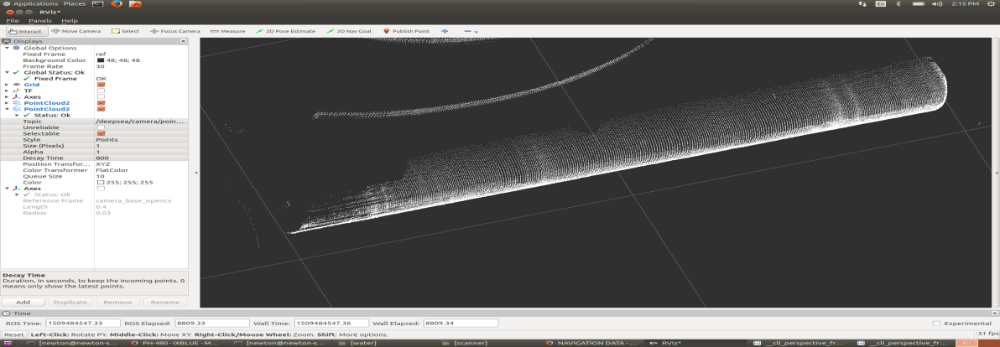 Applications Places En 2:15 PM
RViz*
File Panels Help
Interact Move Camera Select Focus Camera Measure 2D Pose Estimate 2D Nav Goal Publish Point
Displays
Global Options
Fixed Frame ref
Background Color 48; 48; 48
Frame Rate 30
Global Status: Ok
Fixed Frame OK
Grid
TF
Axes
PointCloud2
PointCloud2
Status: Ok
Topic /deepsea/camera/poin...
Unreliable
Selectable
Style Points
Size (Pixels) 1
Alpha 1
Decay Time 800
Position Transfor... XYZ
Color Transformer FlatColor
Queue Size 10
Color 255; 255; 255
Axes
Status: Ok
Reference Frame camera_base_opencv
Length 0.4
Radius 0.03
Decay Time
Duration, in seconds, to keep the incoming points. 0
means only show the latest points.
Add Duplicate Remove Rename
Time
ROS Time: 1509484547.33 ROS Elapsed: 8809.33 Wall Time: 1509484547.36 Wall Elapsed: 8809.34 Experimental
Reset Left-Click: Rotate PY. Middle-Click: Move XY. Right-Click/Mouse Wheel: Zoom. Shift: More options. 31 fps
[newton@newton-s... PH-480 - IXBLUE - M... [newton@newton-s... [water] [scanner] NAVIGATION DATA -... RViz* __cli_perspective_fr... __cli_perspective_fr...